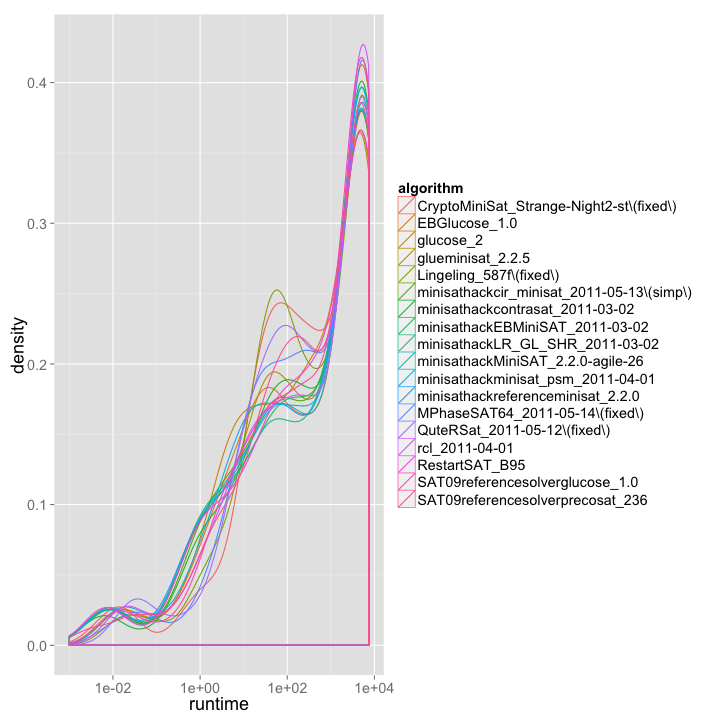 0.4
0.3
0.2
0.1
0.0
density
1e-02 1e+00 1e+02 1e+04
runtime
algorithm
CryptoMiniSat_Strange-Night2-st\(fixed\)
EBGlucose_1.0
glucose_2
glueminisat_2.2.5
Lingeling_587f\(fixed\)
minisathackcir_minisat_2011-05-13\(simp\)
minisathackcontrasat_2011-03-02
minisathackEBMiniSAT_2011-03-02
minisathackLR_GL_SHR_2011-03-02
minisathackMiniSAT_2.2.0-agile-26
minisathackminisat_psm_2011-04-01
minisathackreferenceminisat_2.2.0
MPhaseSAT64_2011-05-14\(fixed\)
QuteRSat_2011-05-12\(fixed\)
rcl_2011-04-01
RestartSAT_B95
SAT09referencesolverglucose_1.0
SAT09referencesolverprecosat_236